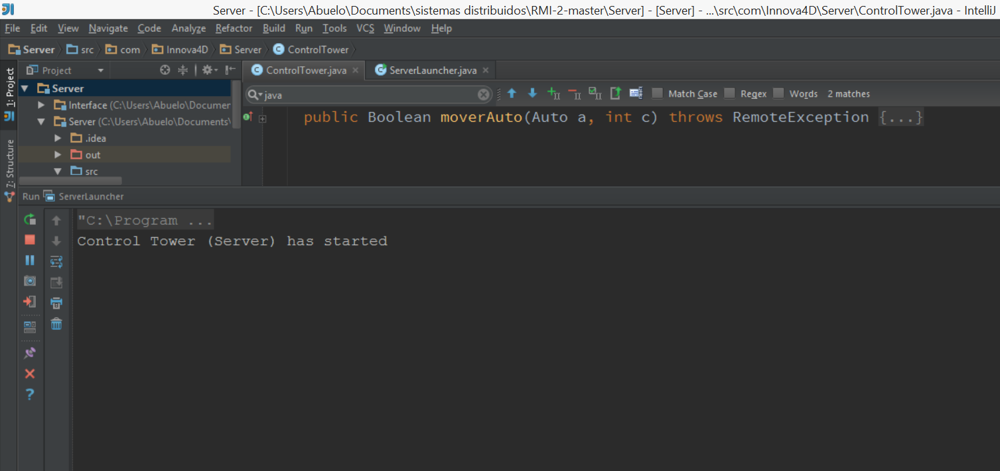 Server - [C:\Users\Abuelo\Documents\sistemas distribuidos\RMI-2-master\Server] - [Server] - ...\src\com\Innova4D\Server\ControlTower.java - IntelliJ
File Edit View Navigate Code Analyze Refactor Build Run Tools VCS Window Help
Server src com Innova4D Server ControlTower
1: Project
Project
ControlTower.java ServerLauncher.java
Server
java Match Case Regex Words 2 matches
Interface (C:\Users\Abuelo\Documen
public Boolean moverAuto(Auto a, int c) throws RemoteException {...}
Server (C:\Users\Abuelo\Documents\
.idea
out
src
Z: Structure
Run ServerLauncher
"C:\Program ...
Control Tower (Server) has started